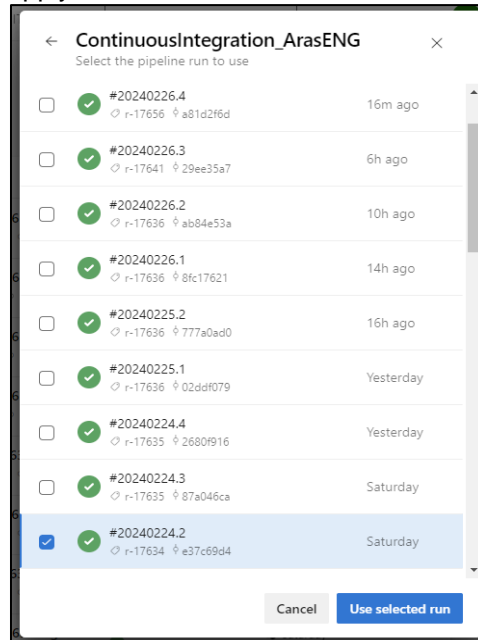 ContinuousIntegration_ArasENG
Select the pipeline run to use
#20240226.4
r-17656 a81d2f6d
16m ago
#20240226.3
r-17641 29ee35a7
6h ago
#20240226.2
r-17636 ab84e53a
10h ago
#20240226.1
r-17636 8fc17621
14h ago
#20240225.2
r-17636 777a0ad0
16h ago
#20240225.1
r-17636 02ddf079
Yesterday
#20240224.4
r-17635 2680f916
Yesterday
#20240224.3
r-17635 87a046ca
Saturday
#20240224.2
r-17634 e37c69d4
Saturday
Cancel
Use selected run